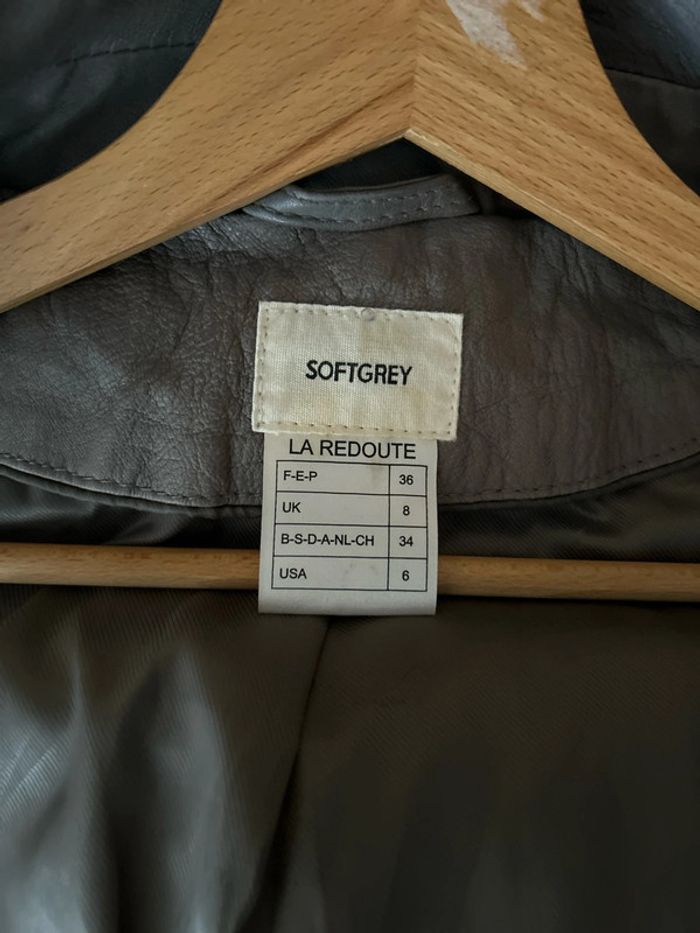 SOFTGREY
LA REDOUTE
F-E-P 36
UK 8
B-S-D-A-NL-CH 34
USA 6